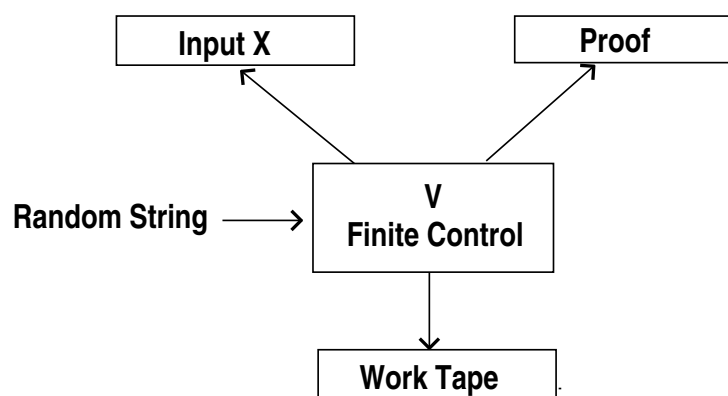 Input X
Proof
V
Finite Control
Random String
Work Tape